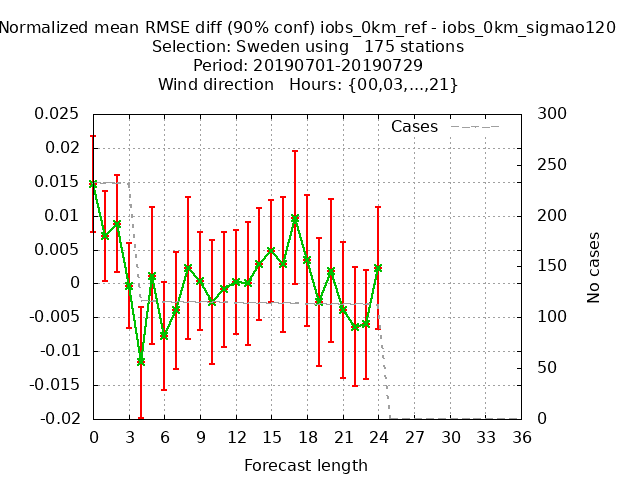 Normalized mean RMSE diff (90% conf) iobs_0km_ref - iobs_0km_sigmao120
Selection: Sweden using   175 stations
Period: 20190701-20190729
Wind direction   Hours: {00,03,...,21}
0.025
0.02
0.015
0.01
0.005
0
-0.005
-0.01
-0.015
-0.02
Cases
300
250
200
150
100
50
0
No cases
0 3 6 9 12 15 18 21 24 27 30 33 36
Forecast length